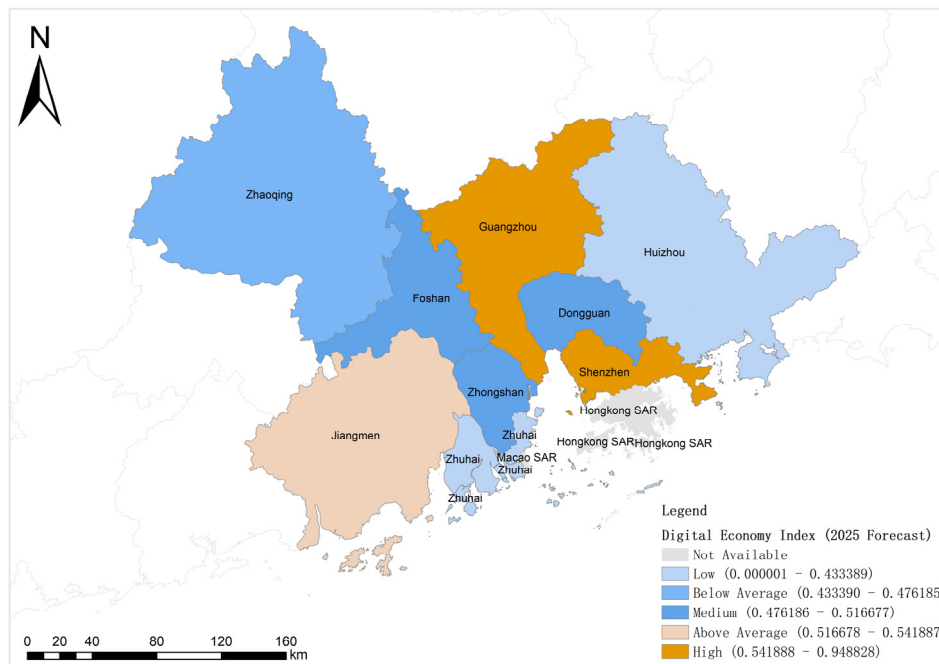 N
Zhaoqing
Guangzhou
Huizhou
Foshan
Dongguan
Shenzhen
Zhongshan
Hongkong SAR
Jiangmen
Zhuhai
Hongkong SAR
Hongkong SAR
Zhuhai
Macao SAR
Zhuhai
Zhuhai
Legend
Digital Economy Index (2025 Forecast)
Not Available
Low (0.000001 - 0.433389)
Below Average (0.433390 - 0.476185
Medium (0.476186 - 0.516677)
Above Average (0.516678 - 0.541887
High (0.541888 - 0.948828)
0 10 20 40 80 120 160
km